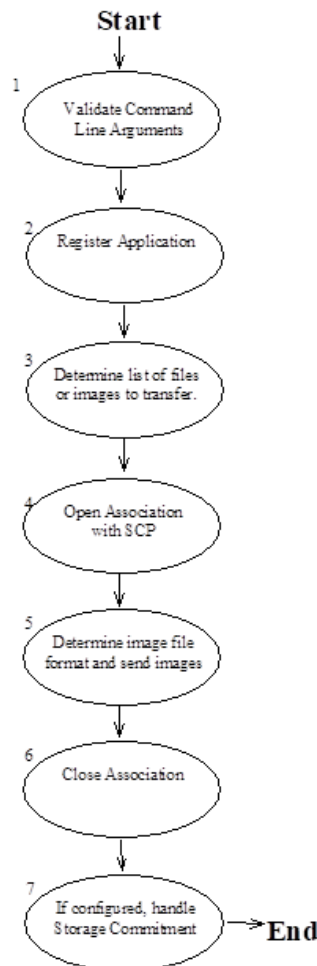 Start
1
Validate Command
Line Arguments
2
Register Application
3
Determine list of files
or images to transfer.
4
Open Association
with SCP
5
Determine image file
format and send images
6
Close Association
7
If configured, handle
Storage Commitment
End